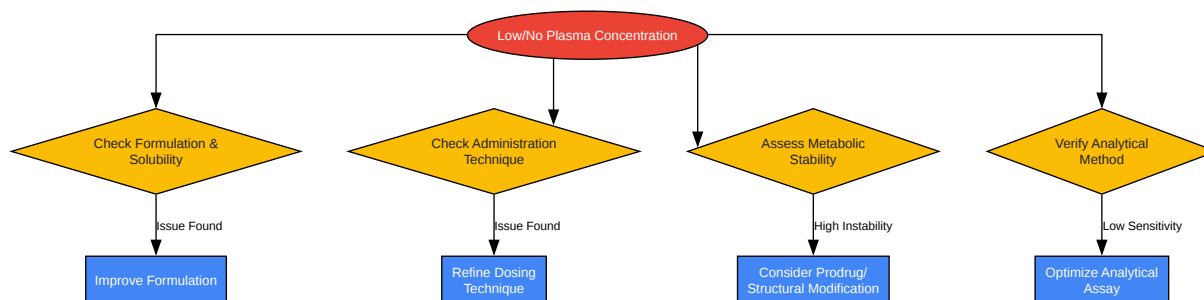 Low/No Plasma Concentration
Check Formulation &
Solubility
Check Administration
Technique
Assess Metabolic
Stability
Verify Analytical
Method
Issue Found
Issue Found
High Instability
Low Sensitivity
Improve Formulation
Refine Dosing
Technique
Consider Prodrug/
Structural Modification
Optimize Analytical
Assay